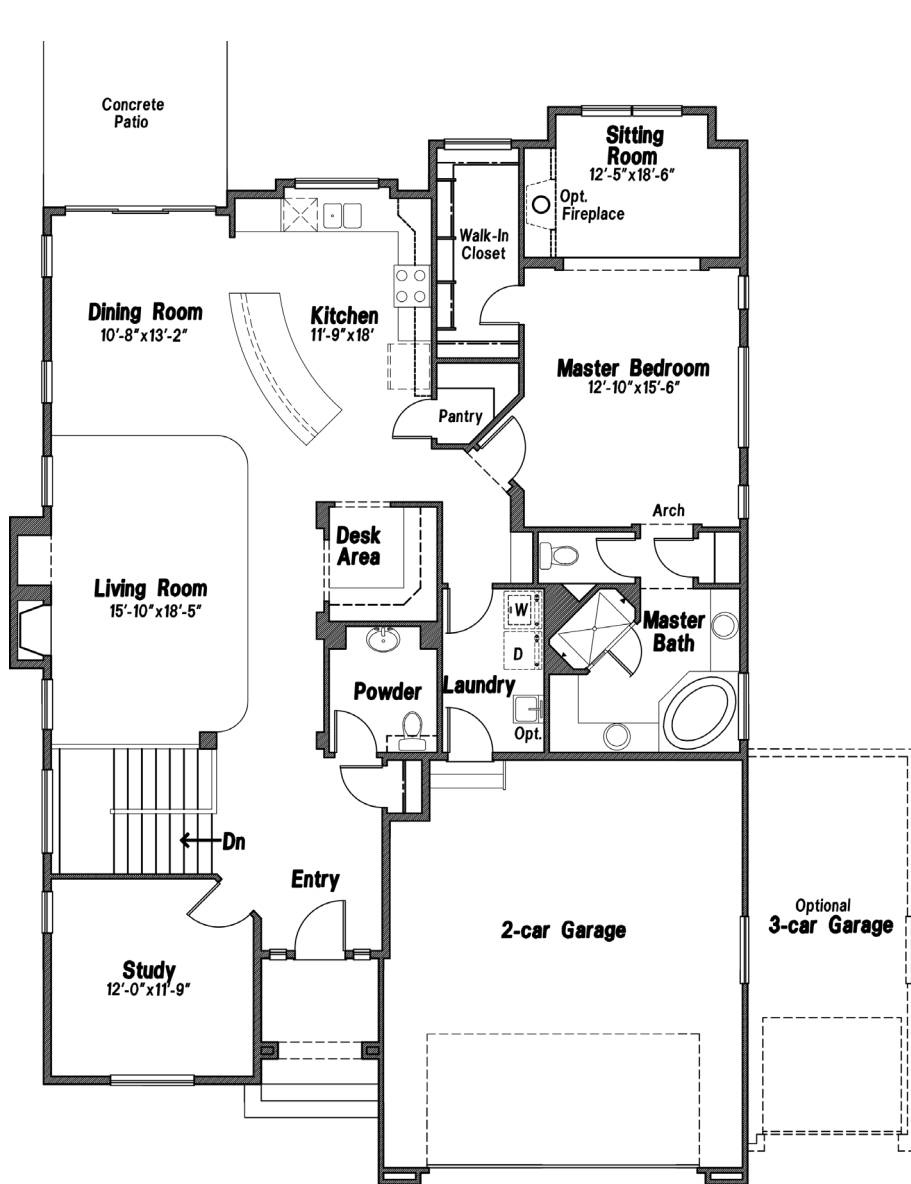 Concrete
Patio
Sitting
Room
12'-5"x18'-6"
Opt.
Fireplace
Walk-In
Closet
Dining Room
10'-8"x13'-2"
Kitchen
11'-9"x18'
Master Bedroom
12'-10"x15'-6"
Pantry
Arch
Desk
Area
Living Room
15'-10"x18'-5"
W
D
Master
Bath
Powder
Laundry
Opt.
Dn
Entry
Optional
3-car Garage
2-car Garage
Study
12'-0"x11'-9"